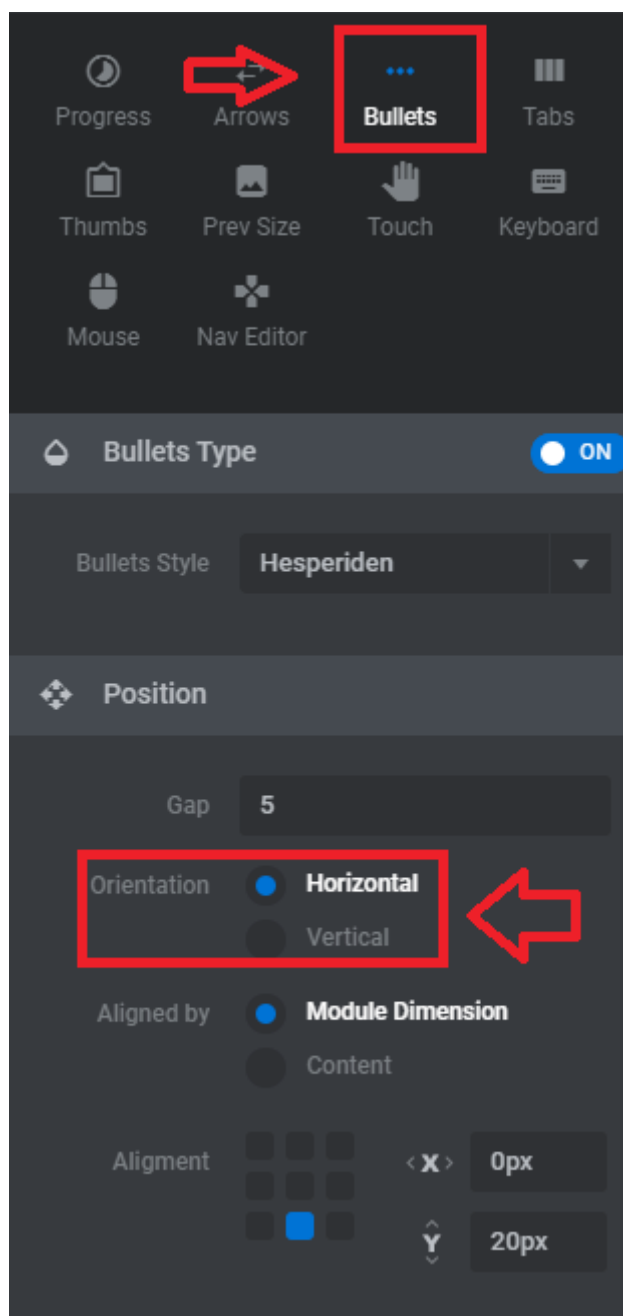 Progress Arrows Bullets Tabs
Thumbs Prev Size Touch Keyboard
Mouse Nav Editor
Bullets Type ON
Bullets Style Hesperiden
Position
Gap 5
Orientation Horizontal
Vertical
Aligned by Module Dimension
Content
Aligment X 0px
Y 20px